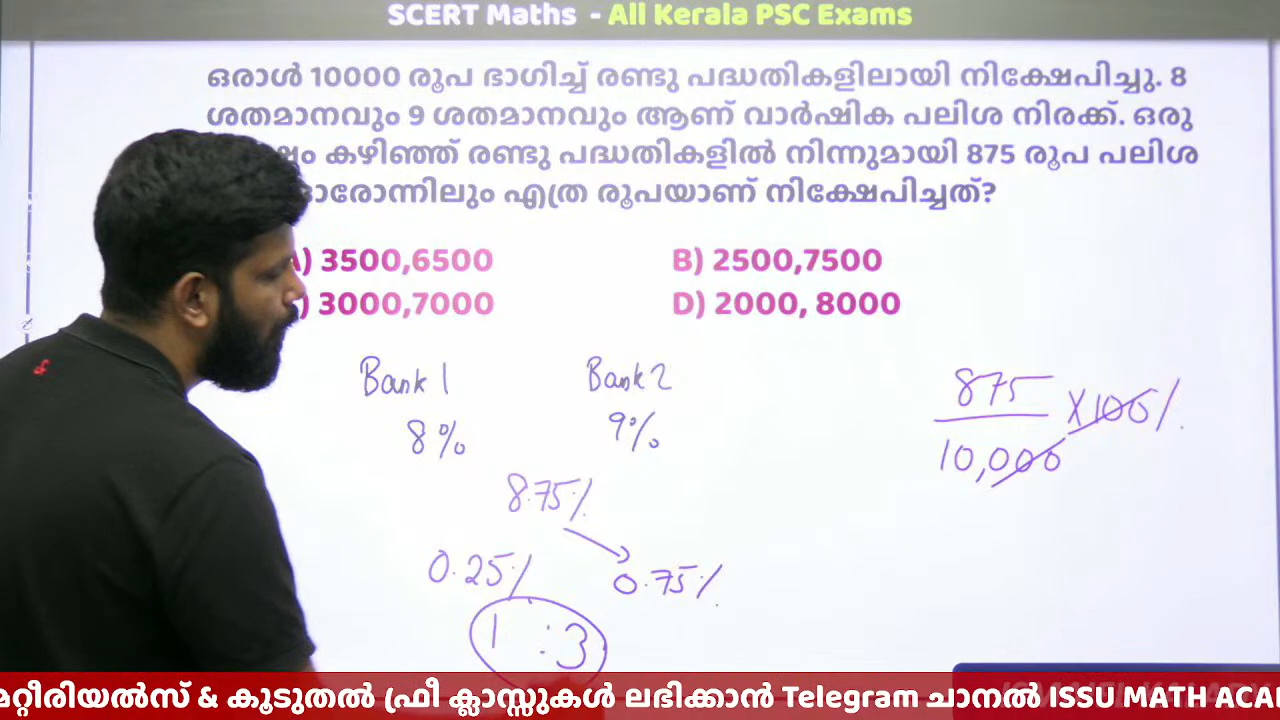 SCERT Maths - All Kerala PSC Exams
ഒരാൾ 10000 രൂപ ഭാഗിച്ച് രണ്ടു പദ്ധതികളിലായി നിക്ഷേപിച്ചു. 8
ശതമാനവും 9 ശതമാനവും ആണ് വാർഷിക പലിശ നിരക്ക്. ഒരു
കഴിഞ്ഞ് രണ്ടു പദ്ധതികളിൽ നിന്നുമായി 875 രൂപ പലിശ
എത്ര രൂപയാണ് നിക്ഷേപിച്ചത്?
A) 3500,6500 B) 2500,7500
) 3000,7000 D) 2000, 8000
Bank 1 Bank 2
8% 9%
8.75%
0.25% 0.75%
1 : 3
875
X100%
10,000
മറ്റീരിയൽസ് & കൂടുതൽ ഫ്രീ ക്ലാസ്സുകൾ ലഭിക്കാൻ Telegram ചാനൽ ISSU MATH ACA